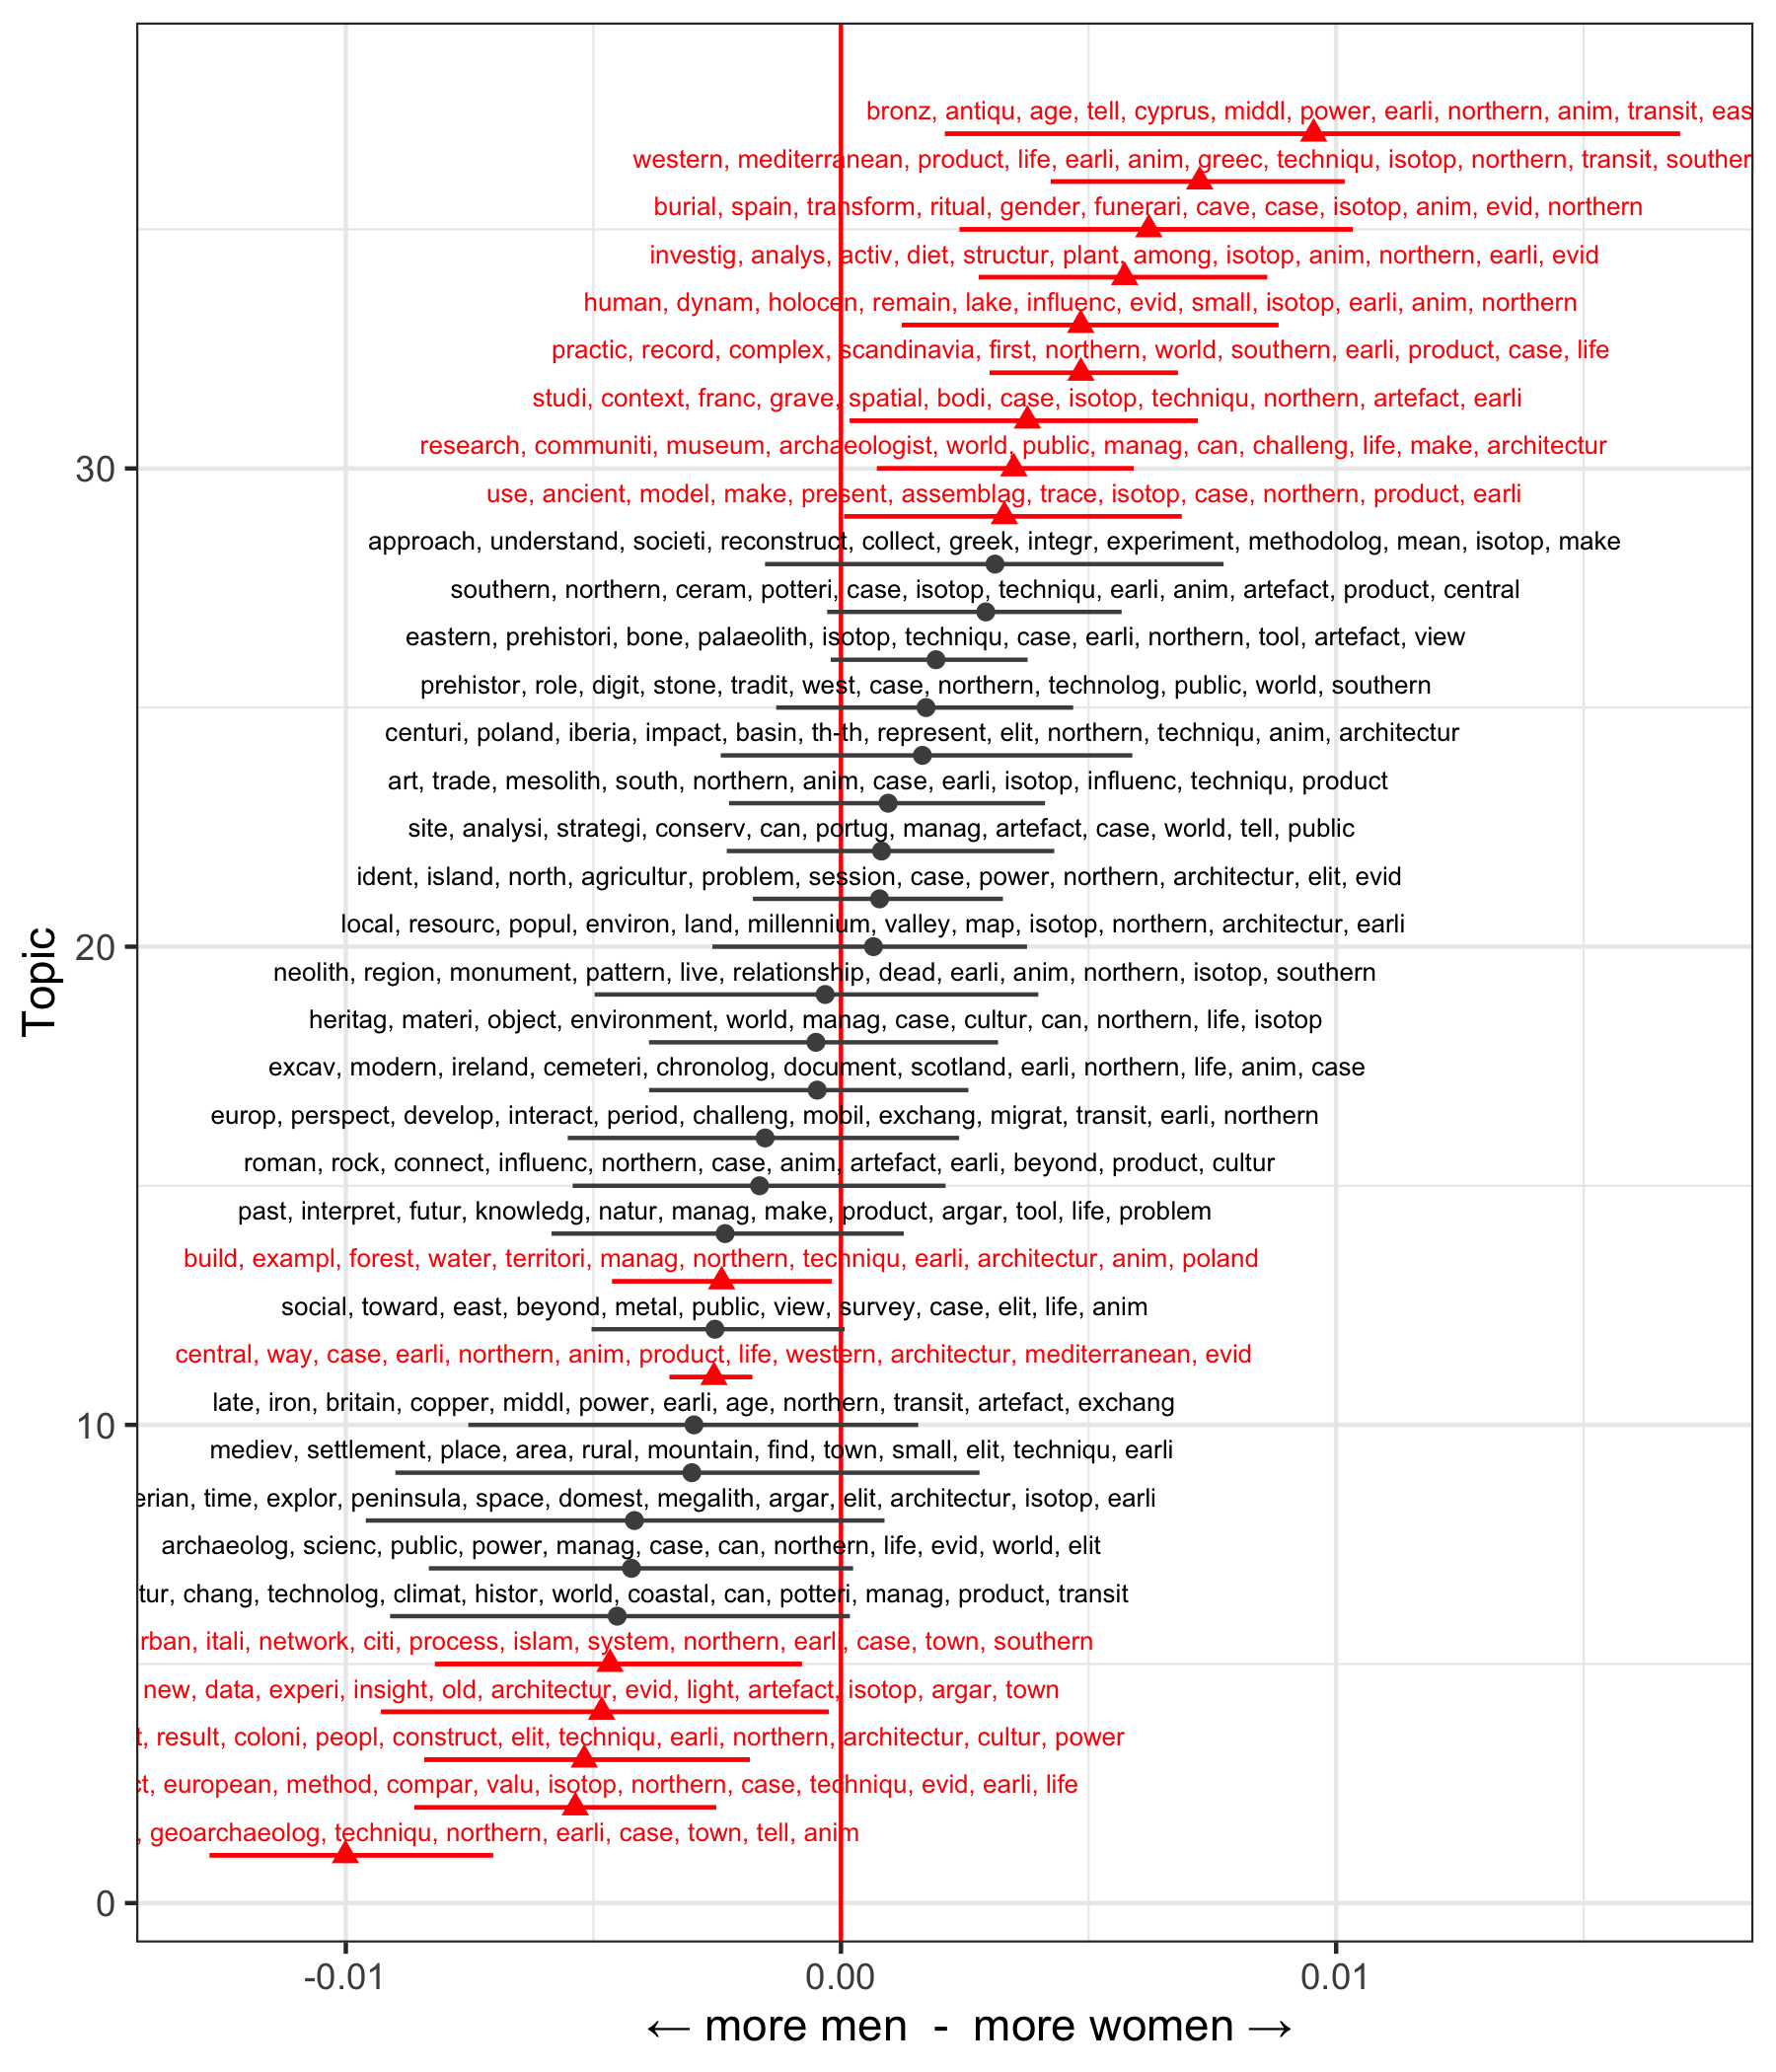 bronz, antiqu, age, tell, cyprus, middl, power, earli, northern, anim, transit, eas
western, mediterranean, product, life, earli, anim, greec, techniqu, isotop, northern, transit, souther
burial, spain, transform, ritual, gender, funerari, cave, case, isotop, anim, evid, northern
investig, analys, activ, diet, structur, plant, among, isotop, anim, northern, earli, evid
human, dynam, holocen, remain, lake, influenc, evid, small, isotop, earli, anim, northern
practic, record, complex, scandinavia, first, northern, world, southern, earli, product, case, life
studi, context, franc, grave, spatial, bodi, case, isotop, techniqu, northern, artefact, earli
research, communiti, museum, archaeologist, world, public, manag, can, challeng, life, make, architectur
30
use, ancient, model, make, present, assemblag, trace, isotop, case, northern, product, earli
approach, understand, societi, reconstruct, collect, greek, integr, experiment, methodolog, mean, isotop, make
southern, northern, ceram, potteri, case, isotop, techniqu, earli, anim, artefact, product, central
eastern, prehistori, bone, palaeolith, isotop, techniqu, case, earli, northern, tool, artefact, view
prehistor, role, digit, stone, tradit, west, case, northern, technolog, public, world, southern
centuri, poland, iberia, impact, basin, th-th, represent, elit, northern, techniqu, anim, architectur
art, trade, mesolith, south, northern, anim, case, earli, isotop, influenc, techniqu, product
site, analysi, strategi, conserv, can, portug, manag, artefact, case, world, tell, public
ident, island, north, agricultur, problem, session, case, power, northern, architectur, elit, evid
local, resourc, popul, environ, land, millennium, valley, map, isotop, northern, architectur, earli
20
neolith, region, monument, pattern, live, relationship, dead, earli, anim, northern, isotop, southern
Topic
heritag, materi, object, environment, world, manag, case, cultur, can, northern, life, isotop
excav, modern, ireland, cemeteri, chronolog, document, scotland, earli, northern, life, anim, case
europ, perspect, develop, interact, period, challeng, mobil, exchang, migrat, transit, earli, northern
roman, rock, connect, influenc, northern, case, anim, artefact, earli, beyond, product, cultur
past, interpret, futur, knowledg, natur, manag, make, product, argar, tool, life, problem
build, exampl, forest, water, territori, manag, northern, techniqu, earli, architectur, anim, poland
social, toward, east, beyond, metal, public, view, survey, case, elit, life, anim
central, way, case, earli, northern, anim, product, life, western, architectur, mediterranean, evid
late, iron, britain, copper, middl, power, earli, age, northern, transit, artefact, exchang
10
mediev, settlement, place, area, rural, mountain, find, town, small, elit, techniqu, earli
erian, time, explor, peninsula, space, domest, megalith, argar, elit, architectur, isotop, earli
archaeolog, scienc, public, power, manag, case, can, northern, life, evid, world, elit
tur, chang, technolog, climat, histor, world, coastal, can, potteri, manag, product, transit
rban, itali, network, citi, process, islam, system, northern, earli, case, town, southern
new, data, experi, insight, old, architectur, evid, light, artefact, isotop, argar, town
t, result, coloni, peopl, construct, elit, techniqu, earli, northern, architectur, cultur, power
ct, european, method, compar, valu, isotop, northern, case, techniqu, evid, earli, life
, geoarchaeolog, techniqu, northern, earli, case, town, tell, anim
0
-0.01 0.00 0.01
← more men - more women →